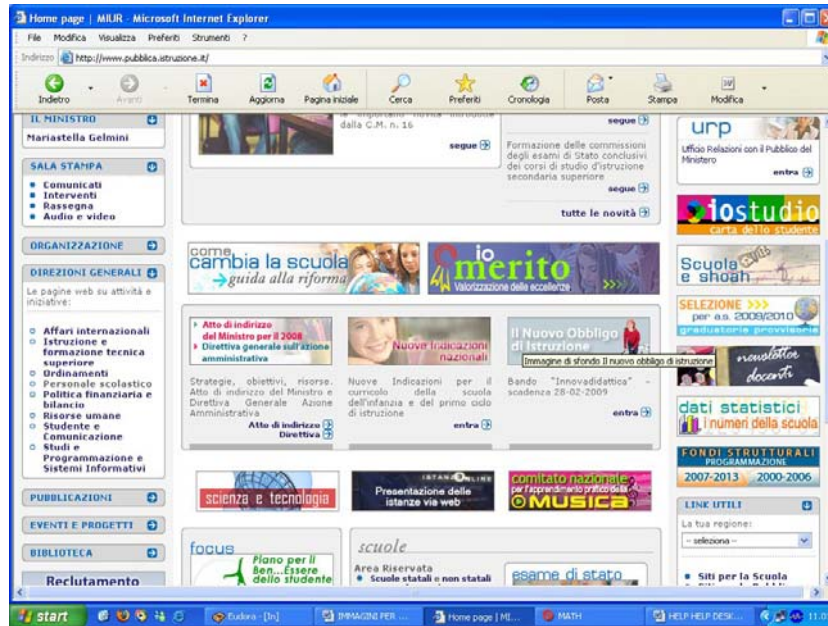 Home page | MIUR - Microsoft Internet Explorer
File Modifica Visualizza Preferiti Strumenti ?
Indirizzo http://www.pubblica.istruzione.it/
Indietro Avanti Termina Aggiorna Pagina iniziale Cerca Preferiti Cronologia Posta Stampa Modifica
IL MINISTRO
Mariastella Gelmini
SALA STAMPA
Comunicati
Interventi
Rassegna
Audio e video
ORGANIZZAZIONE
DIREZIONI GENERALI
Le pagine web su attività e
iniziative:
Affari internazionali
Istruzione e
formazione tecnica
superiore
Ordinamenti
Personale scolastico
Politica finanziaria e
bilancio
Risorse umane
Studente e
Comunicazione
Studi e
Programmazione e
Sistemi Informativi
PUBBLICAZIONI
EVENTI E PROGETTI
BIBLIOTECA
Reclutamento
le importanti novità introdotte
dalla C.M. n. 16
segue
segue
Formazione delle commissioni
degli esami di Stato conclusivi
dei corsi di studio d'istruzione
secondaria superiore
segue
tutte le novità
come
cambia la scuola
guida alla riforma
io
merito
Valorizzazione delle eccellenze >>>
Atto di indirizzo
del Ministro per il 2008
Direttiva generale sull'azione
amministrativa
Strategie, obiettivi, risorse.
Atto di indirizzo del Ministro e
Direttiva Generale Azione
Amministrativa
Atto di indirizzo
Direttiva
Nuove Indicazioni
nazionali
Nuove Indicazioni per il
curricolo della scuola
dell'infanzia e del primo ciclo
di istruzione
entra
Il Nuovo Obbligo
di Istruzione
Immagine di sfondo Il nuovo obbligo di istruzione
Bando "Innovadidattica" -
scadenza 28-02-2009
entra
scienza e tecnologia
ISTANZE ONLINE
Presentazione delle
istanze via web
comitato nazionale
per l'apprendimento pratico della
MUSICA
focus
Piano per il
Ben...Essere
dello studente
scuole
Area Riservata
Scuole statali e non statali
esame di stato
urp
Ufficio Relazioni con il Pubblico del
Ministero
entra
iostudio
carta dello studente
Scuola
e shoah
SELEZIONE >>>
per a.s. 2009/2010
graduatorie provvisorie
newsletter
docenti
dati statistici
i numeri della scuola
FONDI STRUTTURALI
PROGRAMMAZIONE
2007-2013 2000-2006
LINK UTILI
La tua regione:
-- seleziona --
Siti per la Scuola
start Eudora - [In] IMMAGINI PER ... Home page | MI... MATH HELP HELP DESK...